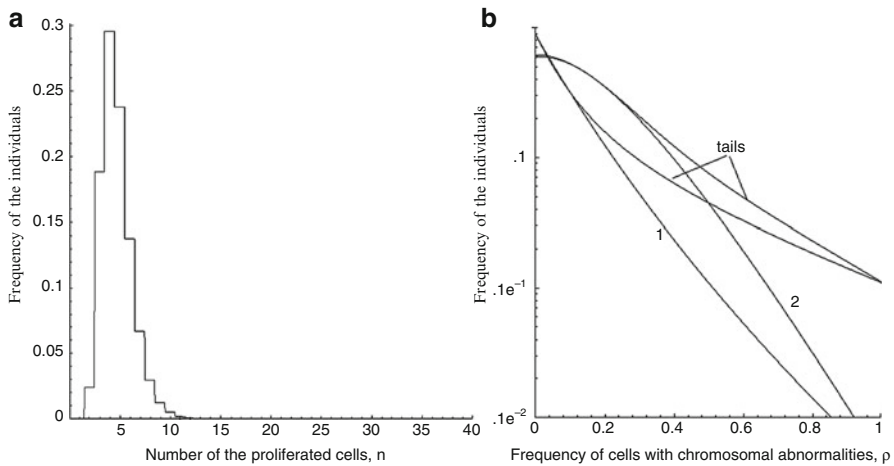 a
0.3
0.25
0.2
0.15
0.1
0.05
0
5
10
15
20
25
30
35
40
Frequency of the individuals
Number of the proliferated cells, n
b
.1
.1e⁻¹
.1e⁻²
0
0.2
0.4
0.6
0.8
1
tails
1
2
Frequency of the individuals
Frequency of cells with chromosomal abnormalities, ρ